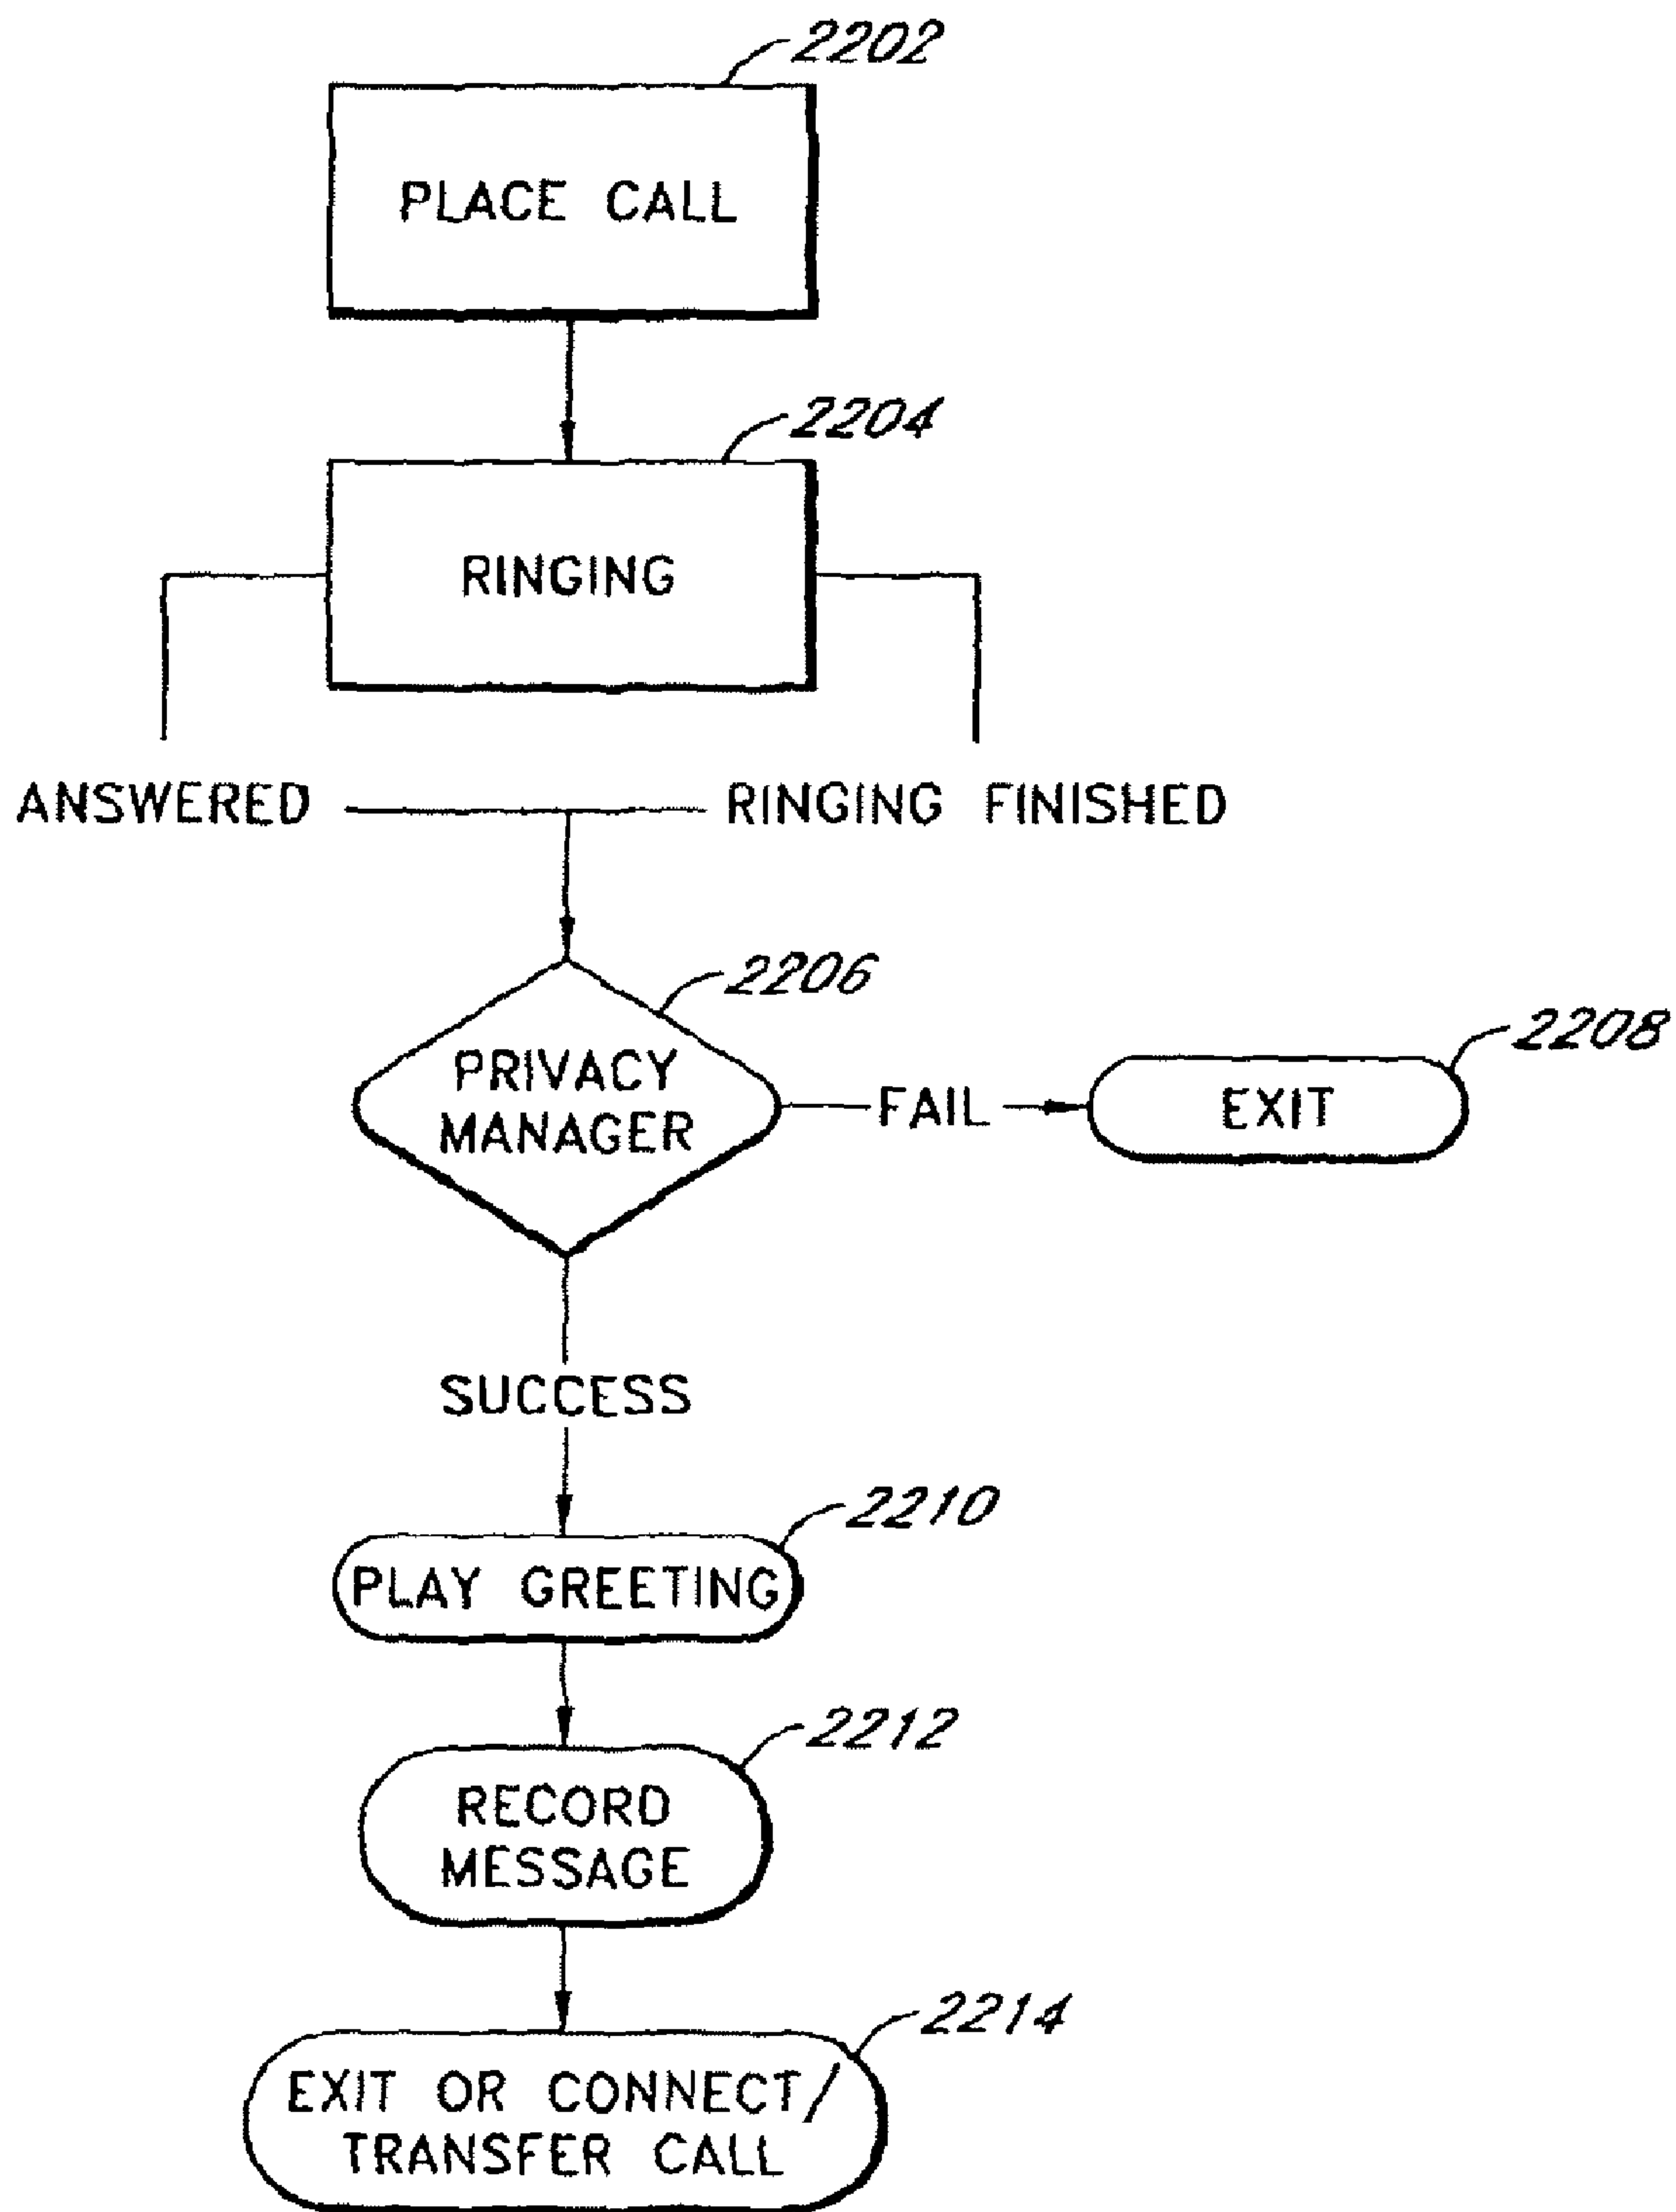 2202
PLACE CALL
2204
RINGING
ANSWERED
RINGING FINISHED
2206
PRIVACY
MANAGER
FAIL
2208
EXIT
SUCCESS
2210
PLAY GREETING
2212
RECORD
MESSAGE
2214
EXIT OR CONNECT/
TRANSFER CALL